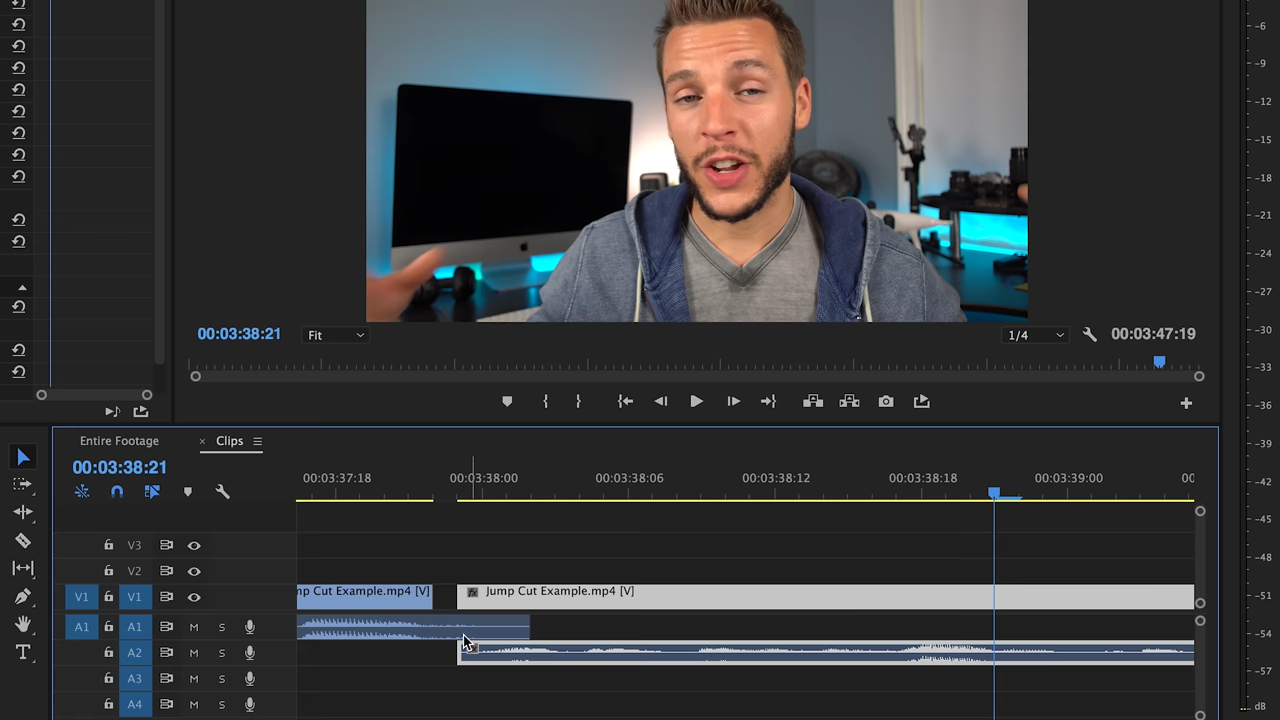 -6
-9
-12
-15
-18
-21
-24
-27
-30
-33
-36
-39
-42
-45
-48
-51
-54
-57
dB
00:03:38:21
Fit
1/4
00:03:47:19
Entire Footage
× Clips
00:03:38:21
00:03:37:18 00:03:38:00 00:03:38:06 00:03:38:12 00:03:38:18 00:03:39:00 00
V3
V2
V1 V1 mp Cut Example.mp4 [V] fx Jump Cut Example.mp4 [V]
A1 A1 M S
A2 M S
A3 M S
A4 M S
T